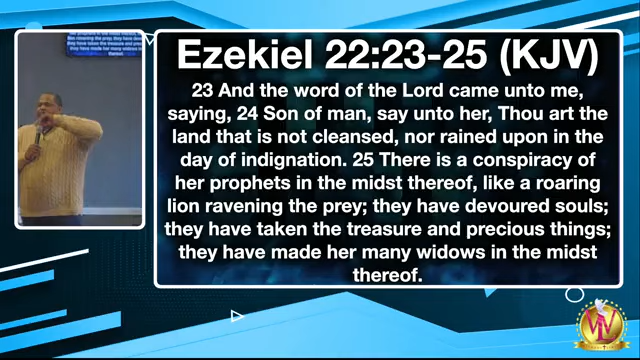 Ezekiel 22:23-25 (KJV)
23 And the word of the Lord came unto me,
saying, 24 Son of man, say unto her, Thou art the
land that is not cleansed, nor rained upon in the
day of indignation. 25 There is a conspiracy of
her prophets in the midst thereof, like a roaring
lion ravening the prey; they have devoured souls;
they have taken the treasure and precious things;
they have made her many widows in the midst
thereof.